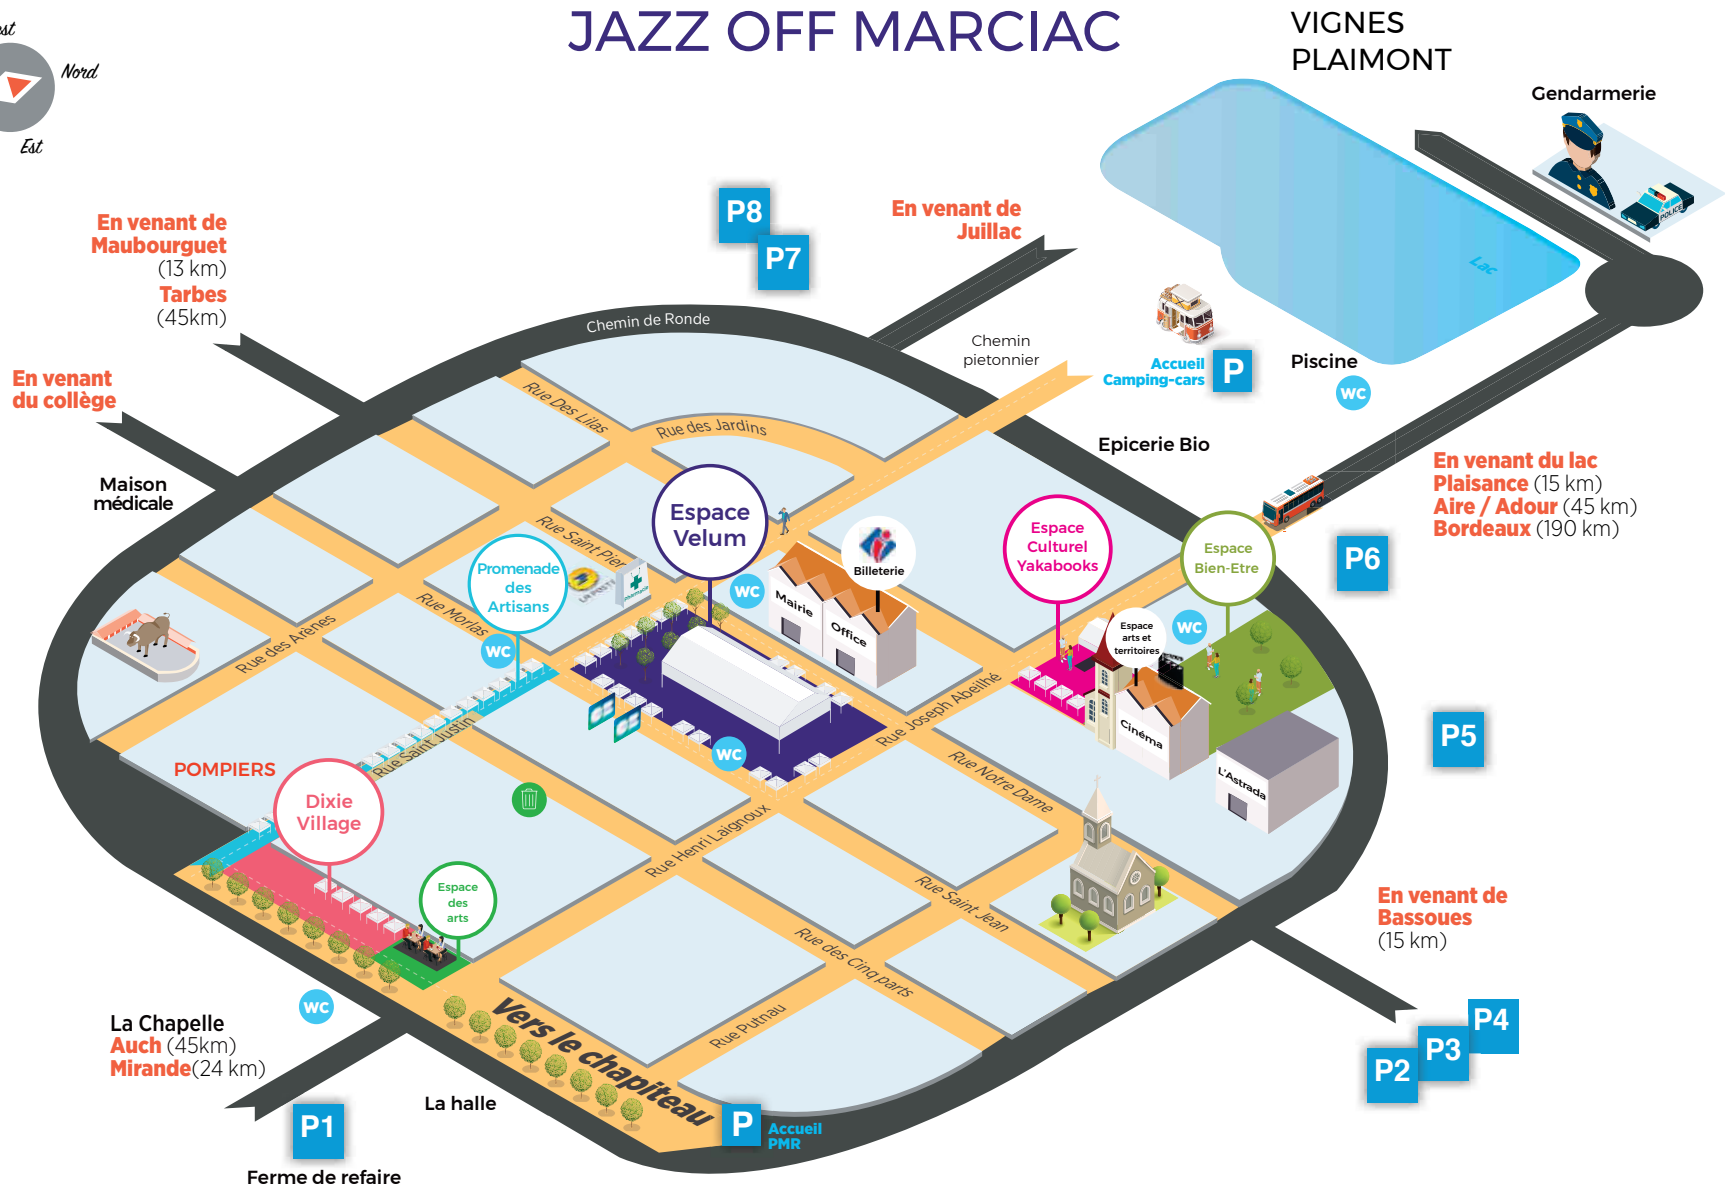 JAZZ OFF MARCIAC
VIGNES
PLAIMONT
Nord
Est
Gendarmerie
POLICE
Lac
En venant de
Maubourguet
(13 km)
Tarbes
(45km)
P8
P7
En venant de
Juillac
Chemin de Ronde
Chemin
pietonnier
Accueil
Camping-cars
P
Piscine
WC
En venant
du collège
Rue Des Lilas
Rue des Jardins
Epicerie Bio
En venant du lac
Plaisance (15 km)
Aire / Adour (45 km)
Bordeaux (190 km)
Maison
médicale
Espace
Velum
Rue Saint Pier
Promenade
des
Artisans
LA POSTE
pharmacie
WC
Billeterie
Mairie
Office
Espace
Culturel
Yakabooks
Espace
Bien-Etre
P6
Espace
arts et
territoires
WC
Rue Morlas
WC
Rue des Arènes
Rue Joseph Abeilhé
Cinéma
L'Astrada
P5
Rue Saint Justin
WC
POMPIERS
Dixie
Village
Rue Notre Dame
Rue Henri Laignoux
Espace
des
arts
Rue Saint Jean
Rue des Cinq parts
En venant de
Bassoues
(15 km)
WC
Vers le chapiteau
Rue Putnau
La Chapelle
Auch (45km)
Mirande(24 km)
P4
P3
P2
La halle
P1
P
Accueil
PMR
Ferme de refaire